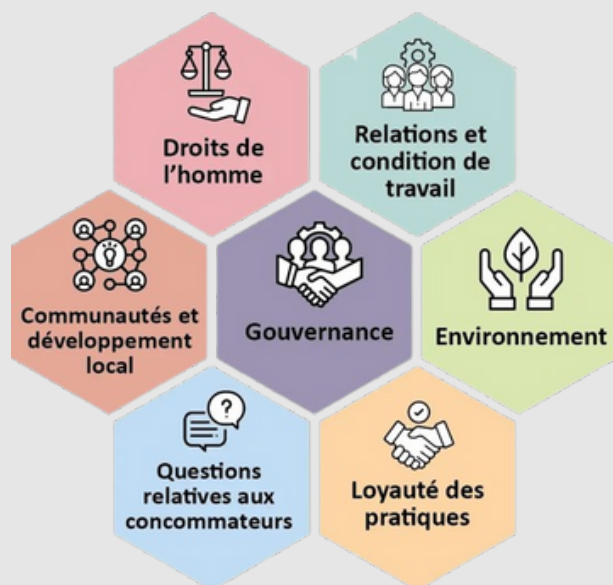 Droits de
l'homme
Relations et
condition de
travail
Communautés et
développement
local
Gouvernance
Environnement
Questions
relatives aux
concommateurs
Loyauté des
pratiques